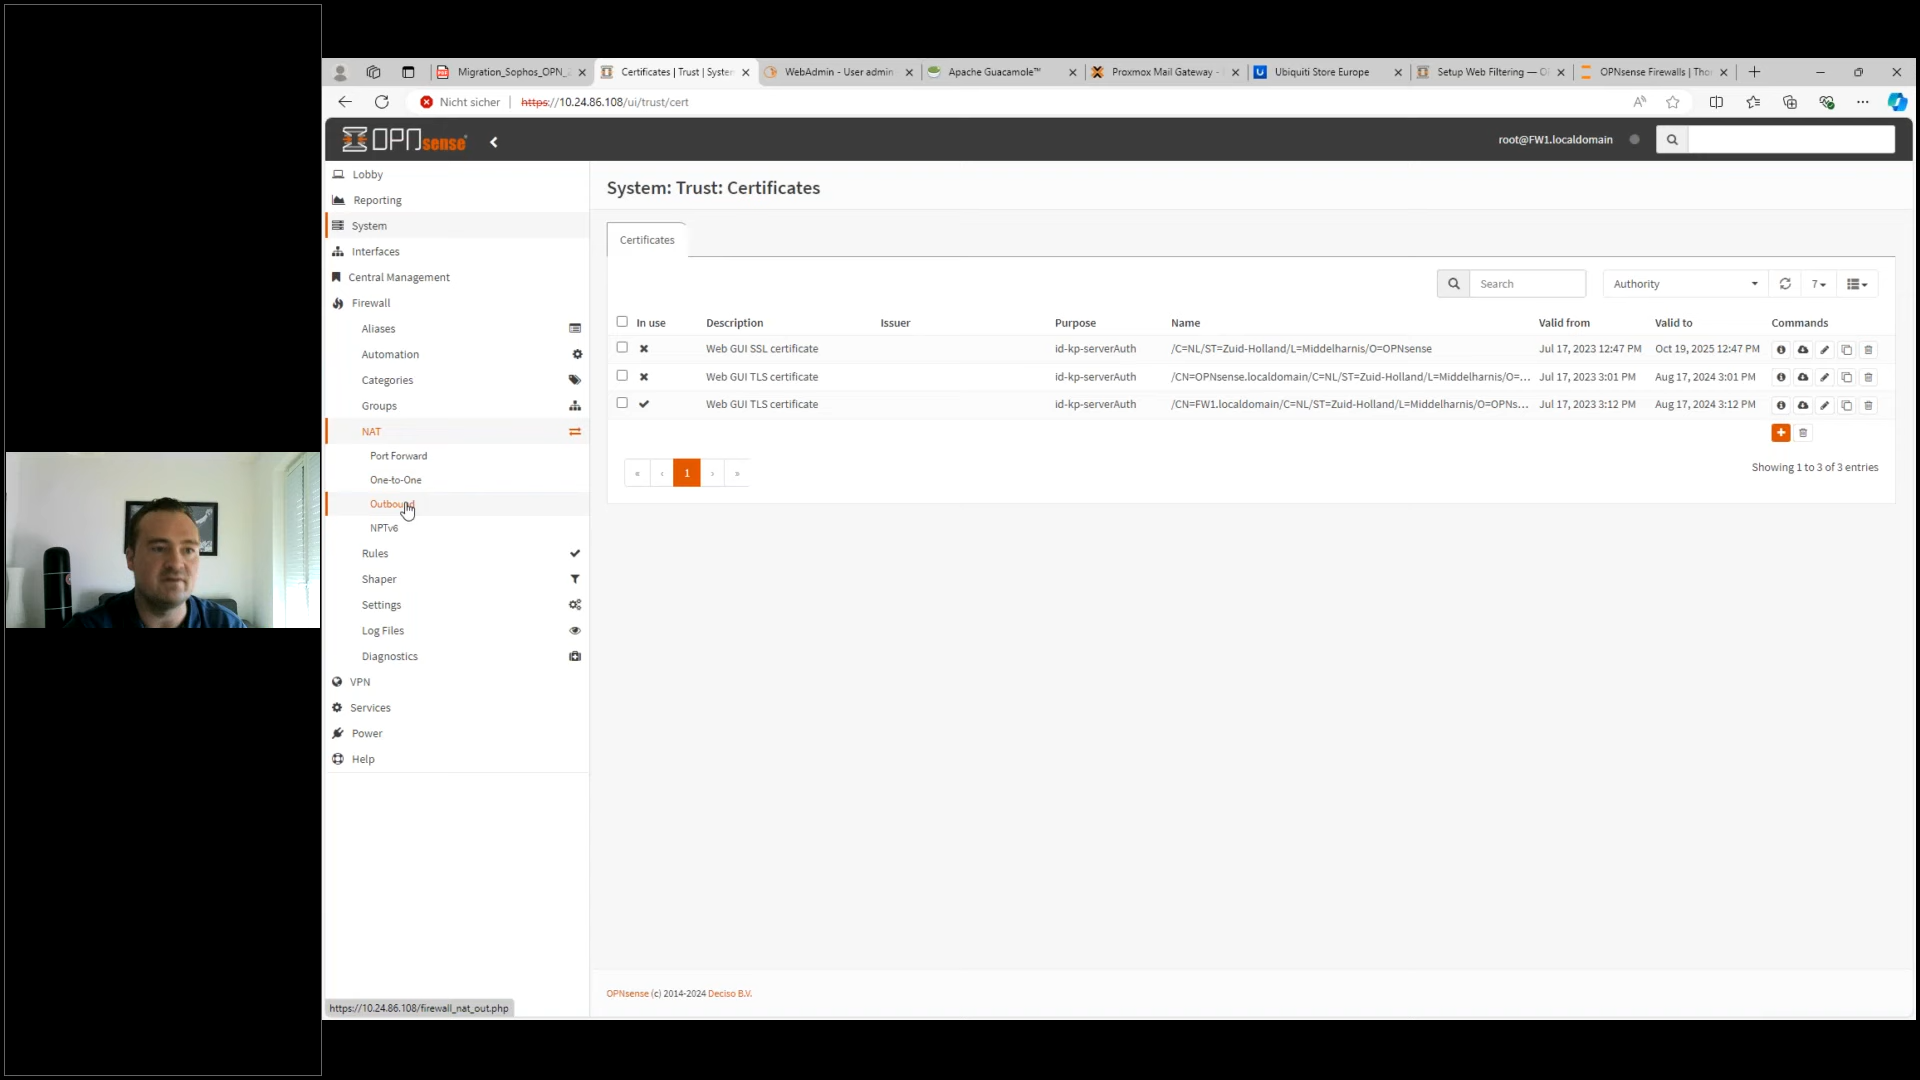 Migration_Sophos_OPN_
Certificates | Trust | System
WebAdmin - User admin
Apache Guacamole™
Proxmox Mail Gateway -
Ubiquiti Store Europe
Setup Web Filtering —
OPNsense Firewalls | Tho
Nicht sicher
https://10.24.86.108/ui/trust/cert
OPNsense
root@FW1.localdomain
Lobby
Reporting
System
Interfaces
Central Management
Firewall
Aliases
Automation
Categories
Groups
NAT
Port Forward
One-to-One
Outbound
NPTv6
Rules
Shaper
Settings
Log Files
Diagnostics
VPN
Services
Power
Help
System: Trust: Certificates
Certificates
Search
Authority
7
In use Description Issuer Purpose Name Valid from Valid to Commands
Web GUI SSL certificate id-kp-serverAuth /C=NL/ST=Zuid-Holland/L=Middelharnis/O=OPNsense Jul 17, 2023 12:47 PM Oct 19, 2025 12:47 PM
Web GUI TLS certificate id-kp-serverAuth /CN=OPNsense.localdomain/C=NL/ST=Zuid-Holland/L=Middelharnis/O=... Jul 17, 2023 3:01 PM Aug 17, 2024 3:01 PM
Web GUI TLS certificate id-kp-serverAuth /CN=FW1.localdomain/C=NL/ST=Zuid-Holland/L=Middelharnis/O=OPNs... Jul 17, 2023 3:12 PM Aug 17, 2024 3:12 PM
« ‹ 1 › »
Showing 1 to 3 of 3 entries
OPNsense (c) 2014-2024 Deciso B.V.
https://10.24.86.108/firewall_nat_out.php